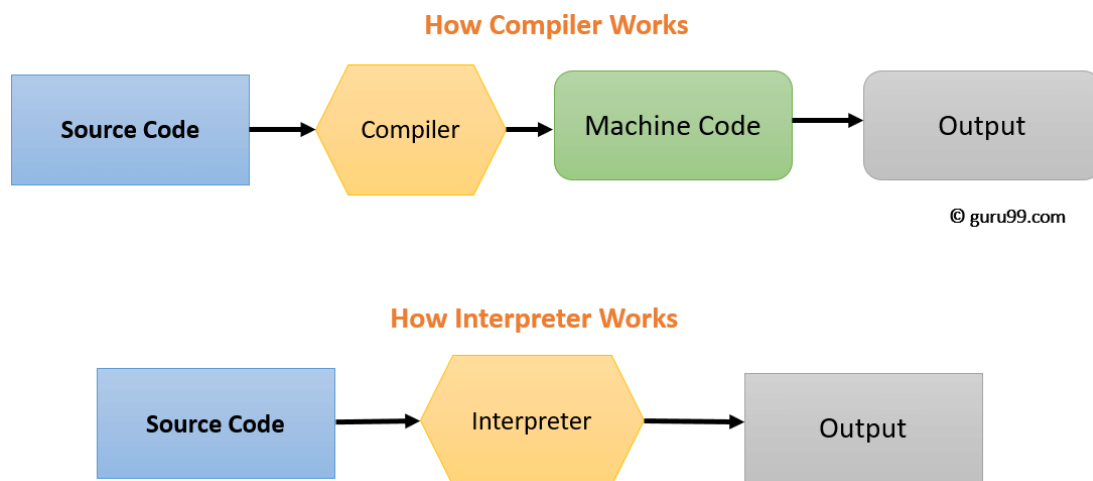 How Compiler Works
Source Code
Compiler
Machine Code
Output
© guru99.com
How Interpreter Works
Source Code
Interpreter
Output